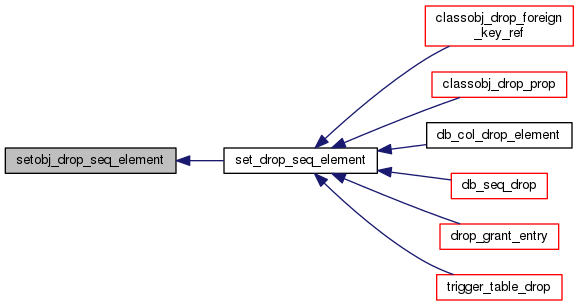 classobj_drop_foreign
_key_ref
classobj_drop_prop
db_col_drop_element
setobj_drop_seq_element
set_drop_seq_element
db_seq_drop
drop_grant_entry
trigger_table_drop